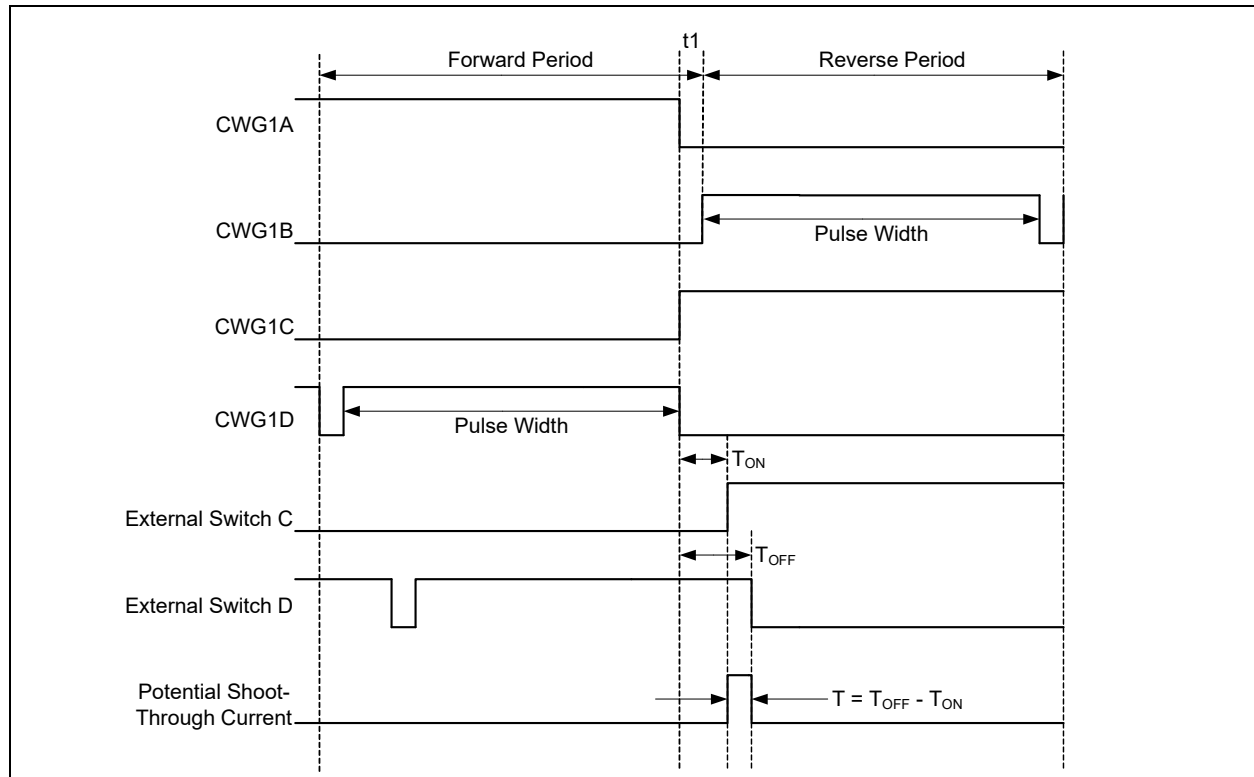 t1
Forward Period
Reverse Period
CWG1A
CWG1B
Pulse Width
CWG1C
CWG1D
Pulse Width
TON
External Switch C
TOFF
External Switch D
Potential Shoot-
Through Current
T = TOFF - TON